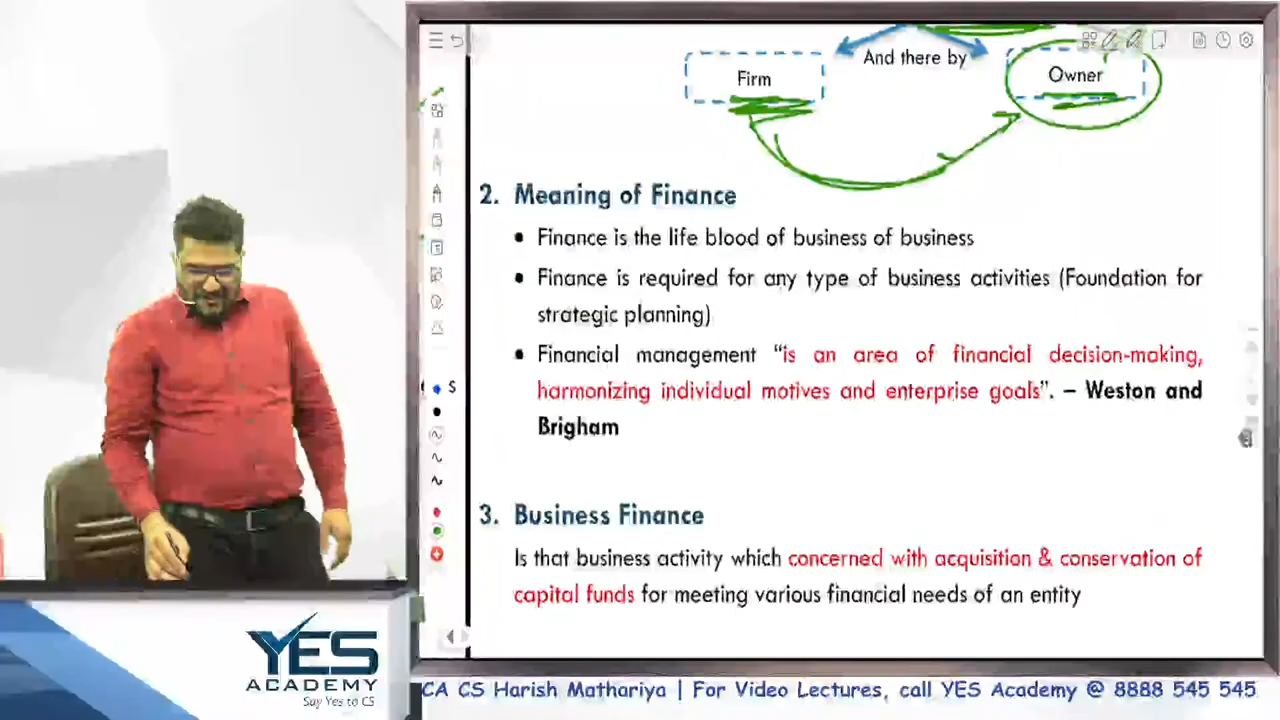 And there by
Firm
Owner
2. Meaning of Finance
• Finance is the life blood of business of business
• Finance is required for any type of business activities (Foundation for
strategic planning)
• Financial management “is an area of financial decision-making,
harmonizing individual motives and enterprise goals”. – Weston and
Brigham
S
3. Business Finance
Is that business activity which concerned with acquisition & conservation of
capital funds for meeting various financial needs of an entity
YES
ACADEMY
Say Yes to CS
CA CS Harish Mathariya | For Video Lectures, call YES Academy @ 8888 545 545